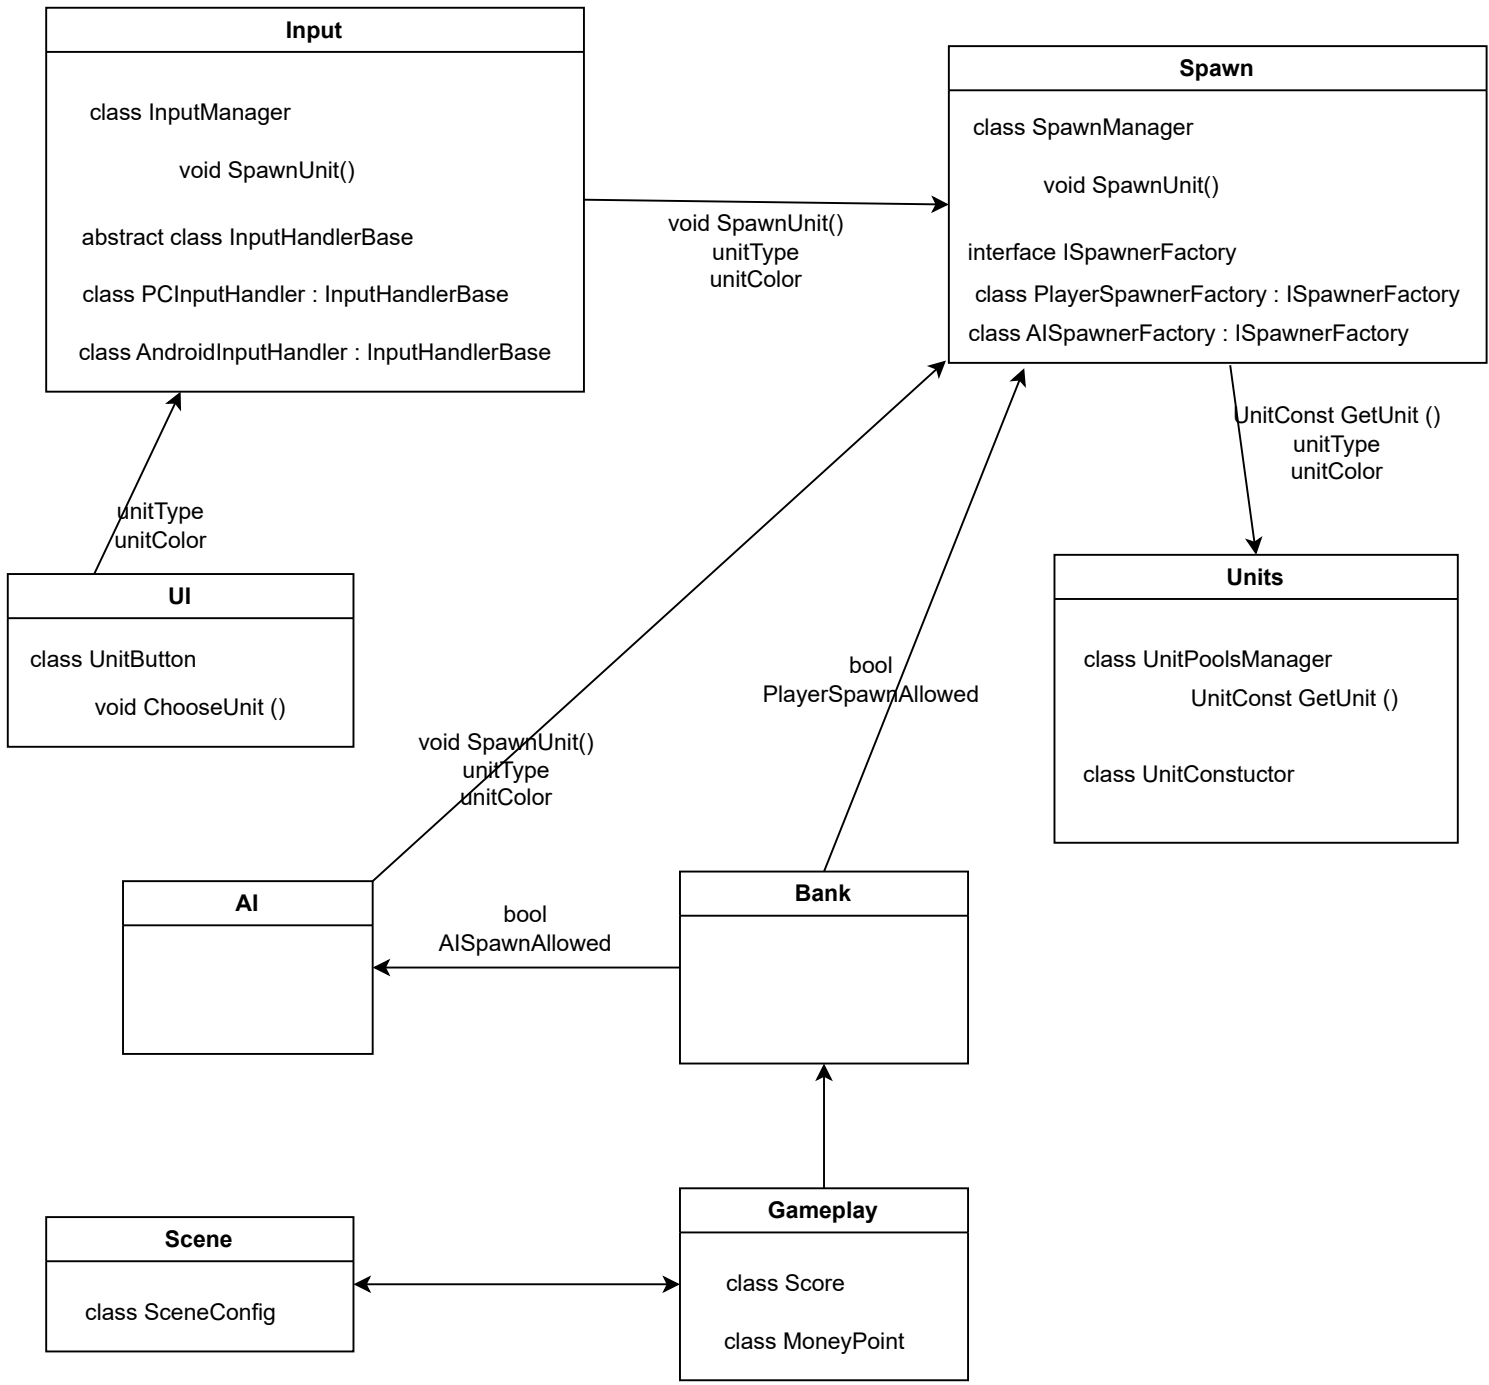 Input
class InputManager
void SpawnUnit()
abstract class InputHandlerBase
class PCInputHandler : InputHandlerBase
class AndroidInputHandler : InputHandlerBase
void SpawnUnit()
unitType
unitColor
Spawn
class SpawnManager
void SpawnUnit()
interface ISpawnerFactory
class PlayerSpawnerFactory : ISpawnerFactory
class AISpawnerFactory : ISpawnerFactory
UnitConst GetUnit ()
unitType
unitColor
unitType
unitColor
UI
class UnitButton
void ChooseUnit ()
Units
class UnitPoolsManager
UnitConst GetUnit ()
class UnitConstuctor
bool
PlayerSpawnAllowed
void SpawnUnit()
unitType
unitColor
AI
bool
AISpawnAllowed
Bank
Gameplay
class Score
class MoneyPoint
Scene
class SceneConfig